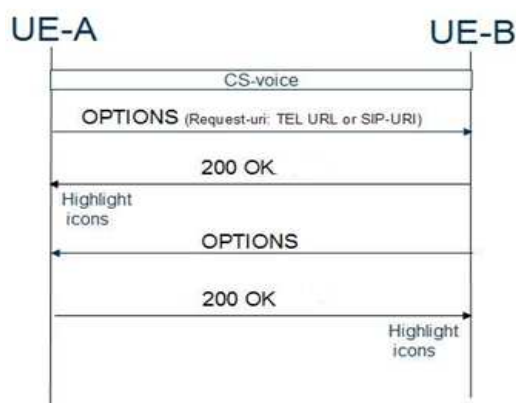 UE-A
UE-B
CS-voice
OPTIONS (Request-uri: TEL URL or SIP-URI)
200 OK
Highlight
icons
OPTIONS
200 OK
Highlight
icons